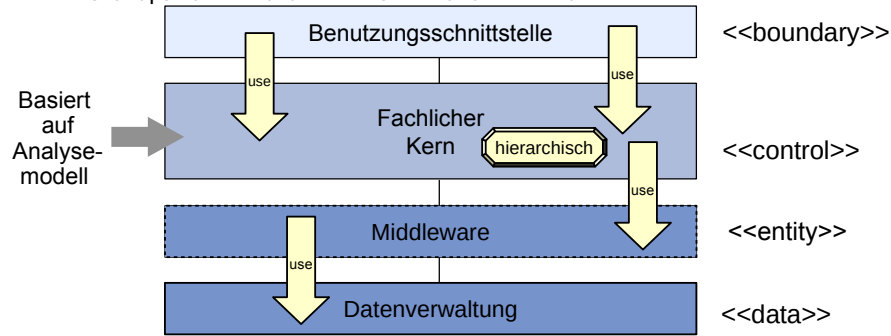 Benutzungsschnittstelle
<<boundary>>
use
use
Basiert
auf
Analyse-
modell
Fachlicher
Kern
hierarchisch
<<control>>
use
Middleware
<<entity>>
use
Datenverwaltung
<<data>>